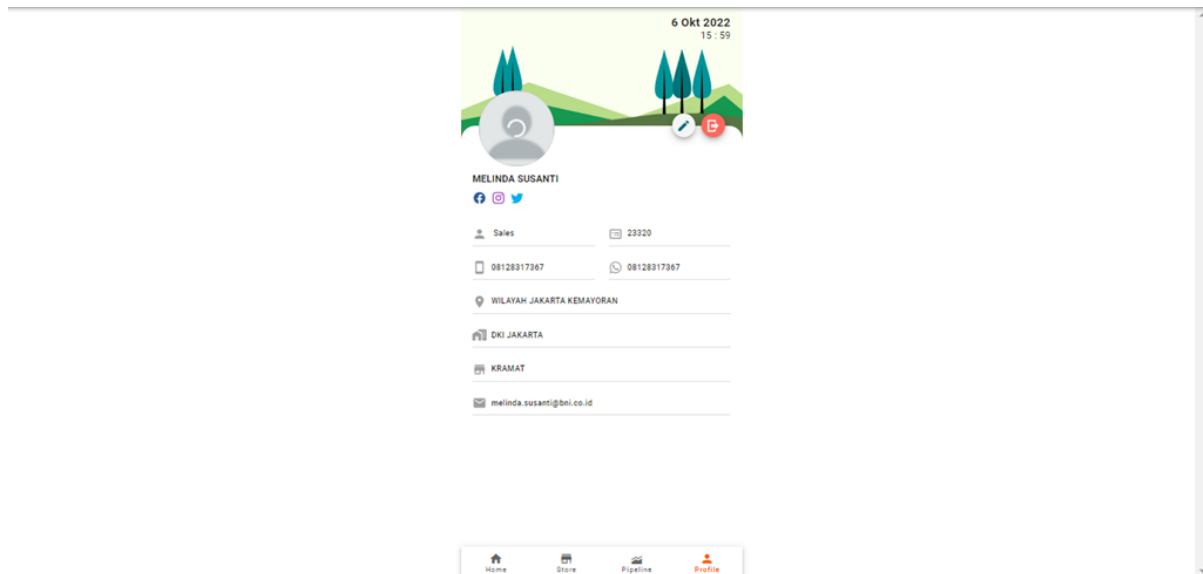 6 Okt 2022
15 : 59
MELINDA SUSANTI
Sales
23320
08128317367
08128317367
WILAYAH JAKARTA KEMAYORAN
DKI JAKARTA
KRAMAT
melinda.susanti@bni.co.id
Home
Store
Pipeline
Profile